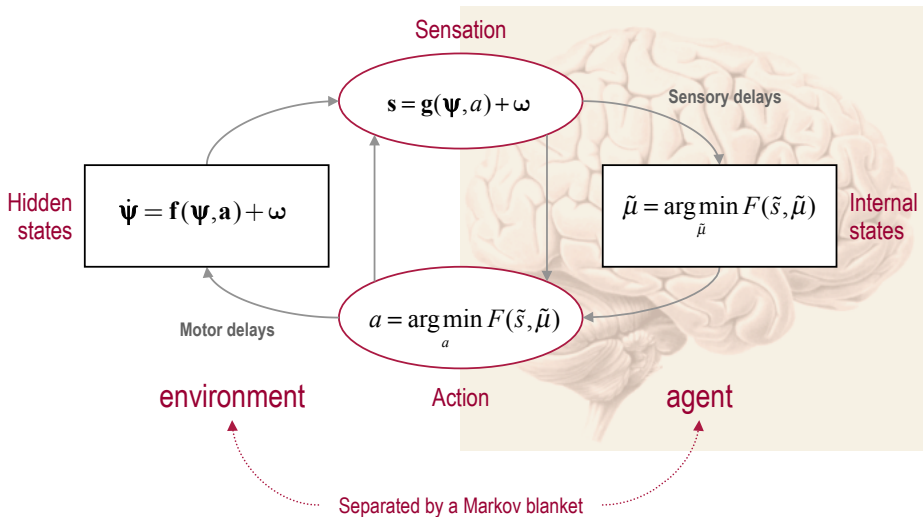 Sensation
s = g(ψ, a) + ω
Sensory delays
Hidden
states
ψ̇ = f(ψ, a) + ω
μ̃ = arg min F(s̃, μ̃)
μ̃
Internal
states
Motor delays
a = arg min F(s̃, μ̃)
a
environment
Action
agent
Separated by a Markov blanket